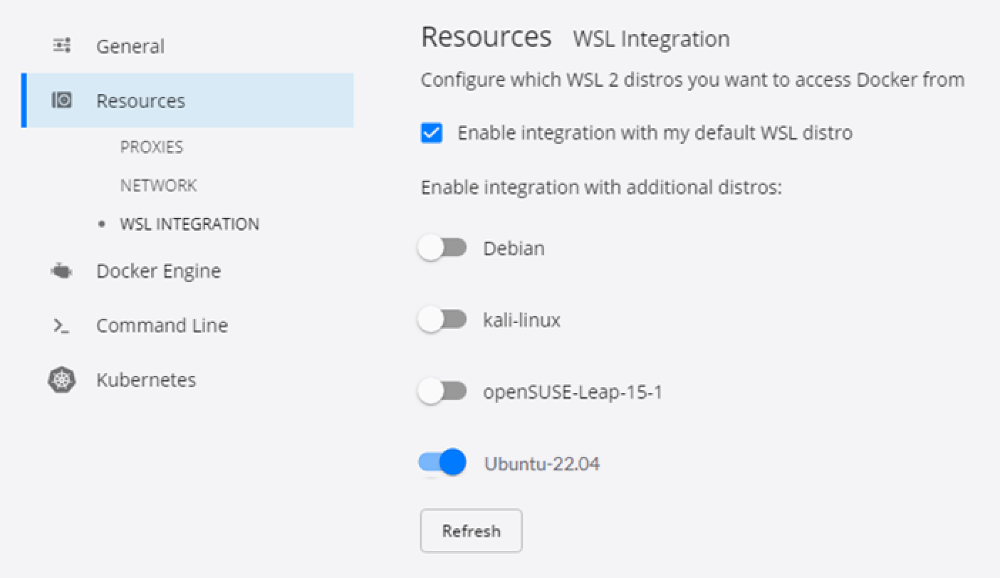 General
Resources
PROXIES
NETWORK
• WSL INTEGRATION
Docker Engine
Command Line
Kubernetes
Resources WSL Integration
Configure which WSL 2 distros you want to access Docker from
Enable integration with my default WSL distro
Enable integration with additional distros:
Debian
kali-linux
openSUSE-Leap-15-1
Ubuntu-22.04
Refresh